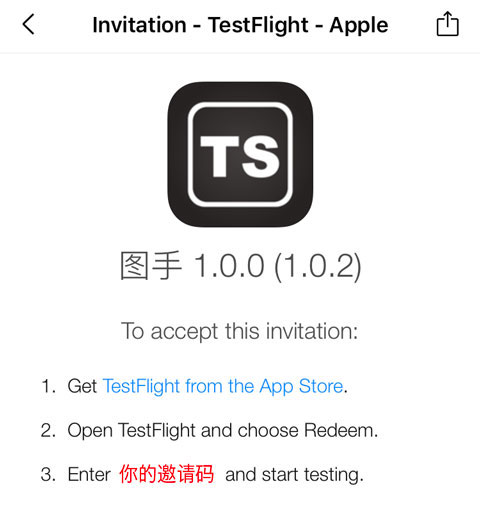 Invitation - TestFlight - Apple
TS
图手 1.0.0 (1.0.2)
To accept this invitation:
1. Get TestFlight from the App Store.
2. Open TestFlight and choose Redeem.
3. Enter 你的邀请码 and start testing.